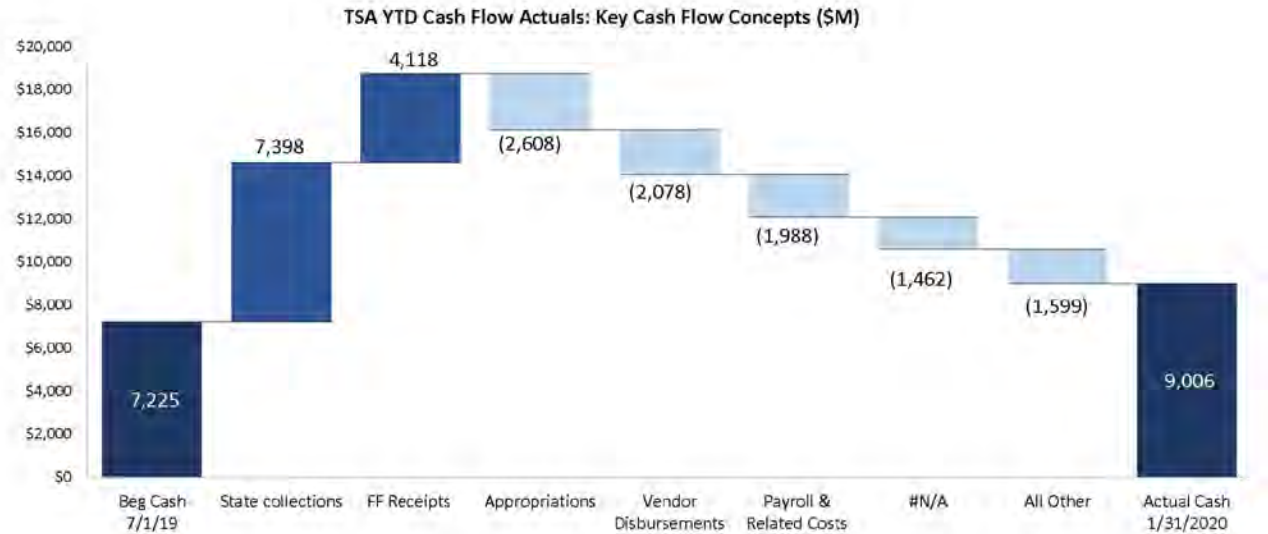 TSA YTD Cash Flow Actuals: Key Cash Flow Concepts ($M)
$20,000
$18,000
$16,000
$14,000
$12,000
$10,000
$8,000
$6,000
$4,000
$2,000
$0
7,225
7,398
4,118
(2,608)
(2,078)
(1,988)
(1,462)
(1,599)
9,006
Beg Cash
7/1/19
State collections
FF Receipts
Appropriations
Vendor
Disbursements
Payroll &
Related Costs
#N/A
All Other
Actual Cash
1/31/2020